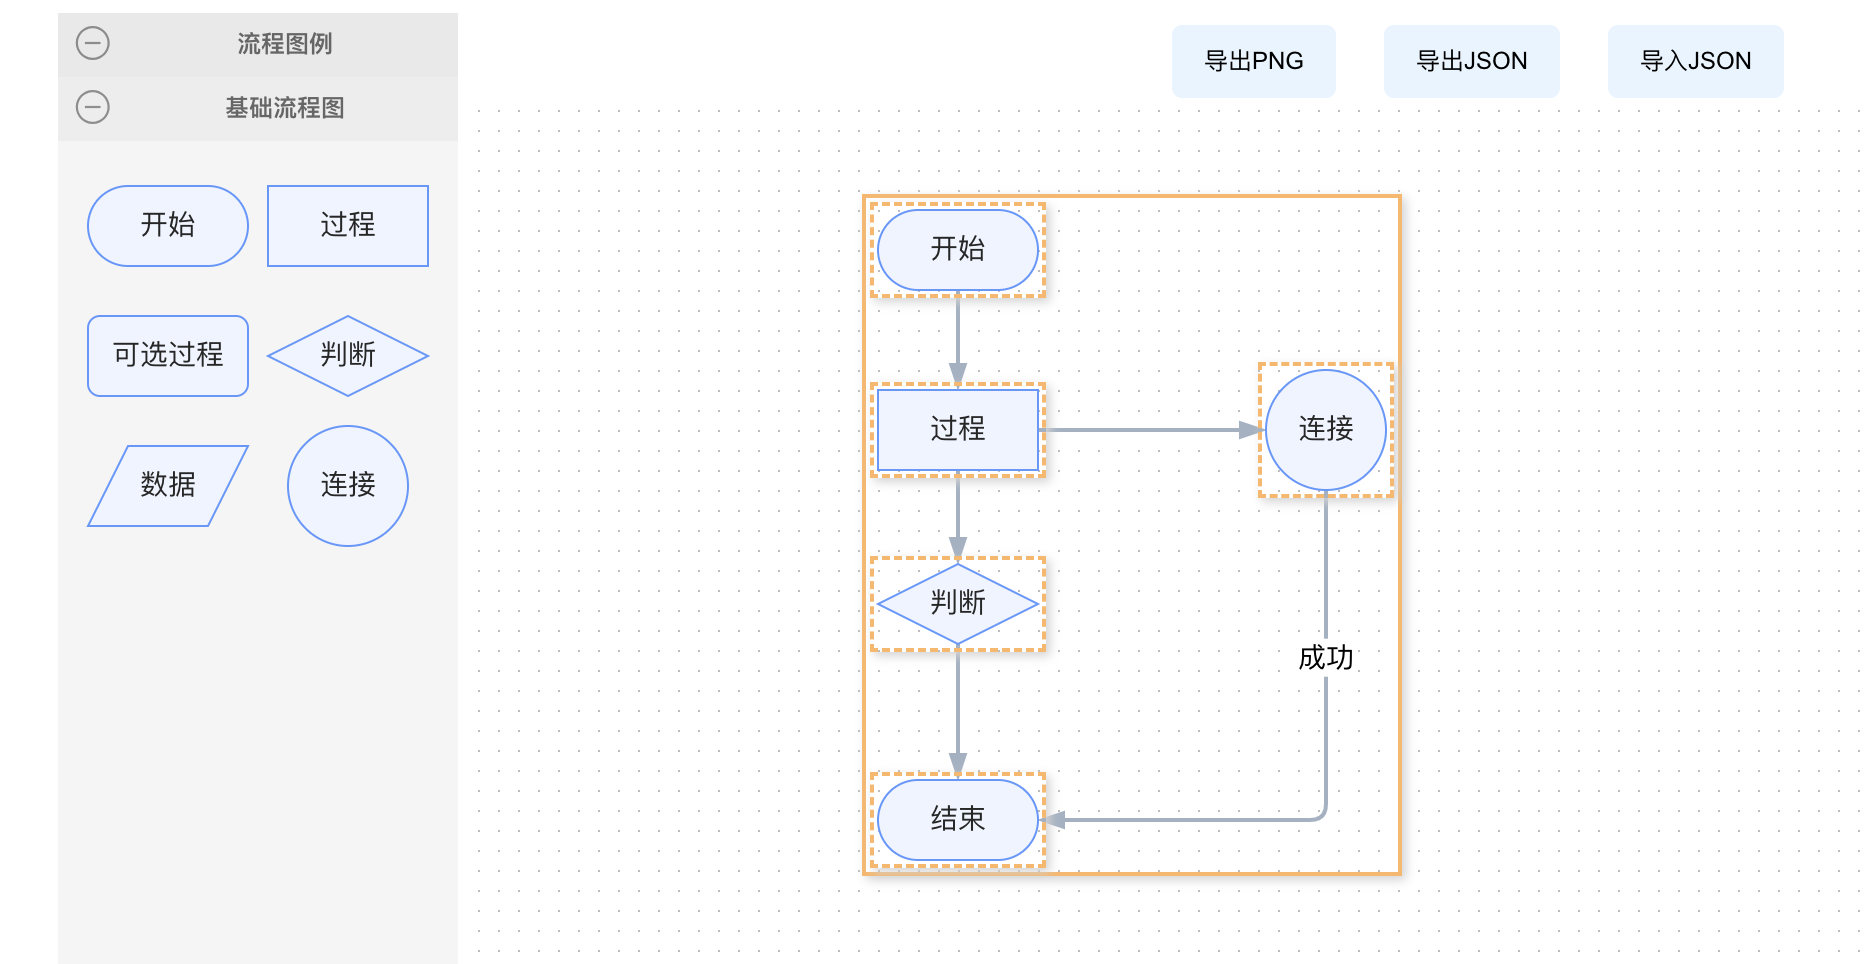 流程图例
基础流程图
开始
过程
可选过程
判断
数据
连接
导出PNG
导出JSON
导入JSON
开始
过程
连接
判断
成功
结束